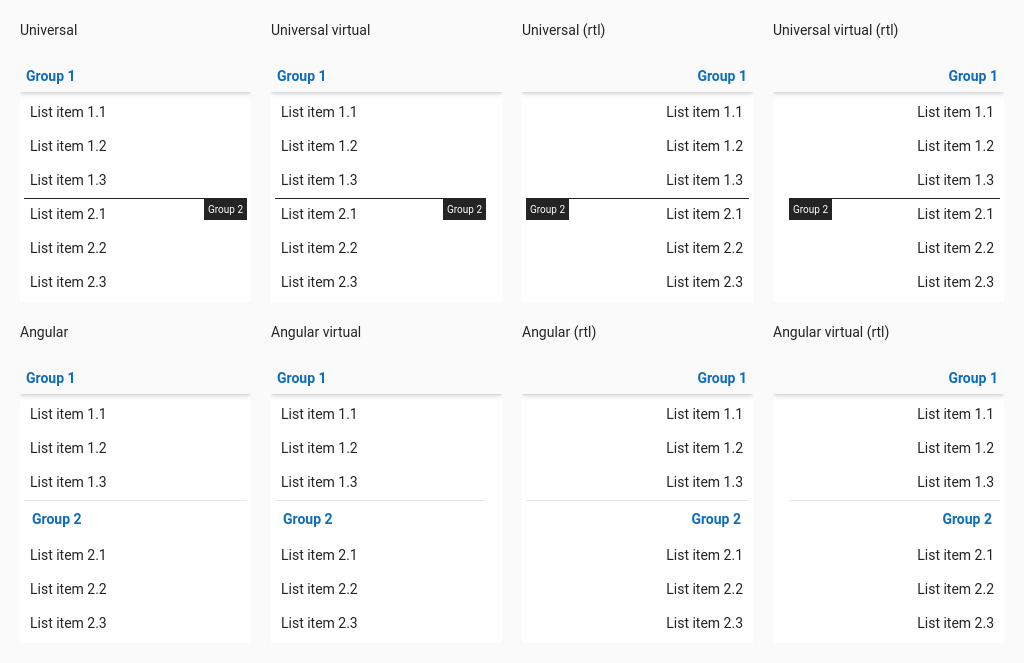 Universal
Group 1
List item 1.1
List item 1.2
List item 1.3
Group 2
List item 2.1
List item 2.2
List item 2.3
Universal virtual
Group 1
List item 1.1
List item 1.2
List item 1.3
Group 2
List item 2.1
List item 2.2
List item 2.3
Universal (rtl)
Group 1
List item 1.1
List item 1.2
List item 1.3
Group 2
List item 2.1
List item 2.2
List item 2.3
Universal virtual (rtl)
Group 1
List item 1.1
List item 1.2
List item 1.3
Group 2
List item 2.1
List item 2.2
List item 2.3
Angular
Group 1
List item 1.1
List item 1.2
List item 1.3
Group 2
List item 2.1
List item 2.2
List item 2.3
Angular virtual
Group 1
List item 1.1
List item 1.2
List item 1.3
Group 2
List item 2.1
List item 2.2
List item 2.3
Angular (rtl)
Group 1
List item 1.1
List item 1.2
List item 1.3
Group 2
List item 2.1
List item 2.2
List item 2.3
Angular virtual (rtl)
Group 1
List item 1.1
List item 1.2
List item 1.3
Group 2
List item 2.1
List item 2.2
List item 2.3